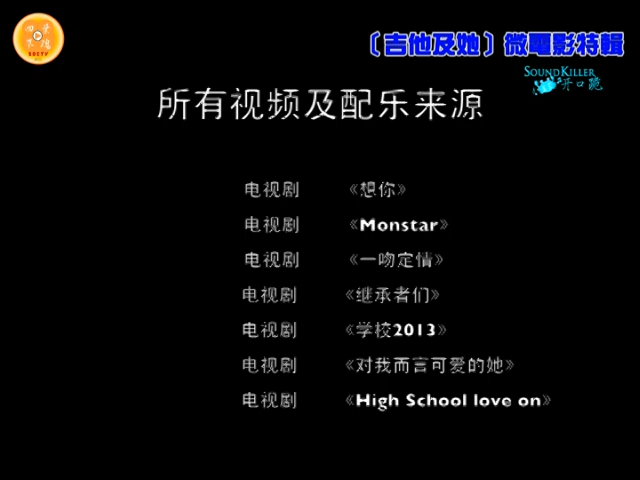 〔吉他及她〕微電影特輯
SOUNDKILLER
开口跪
所有视频及配乐来源
电视剧 《想你》
电视剧 《Monstar》
电视剧 《一吻定情》
电视剧 《继承者们》
电视剧 《学校2013》
电视剧 《对我而言可爱的她》
电视剧 《High School love on》